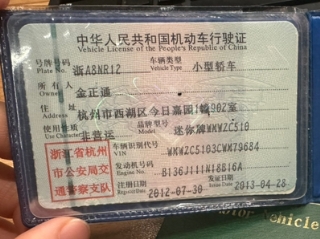 中华人民共和国机动车行驶证
Vehicle License of the People's Republic of China
号牌号码 浙A8NR12 车辆类型 小型轿车
Plate No. Vehicle Type
所有人 金正通
Owner
住址 杭州市西湖区今日嘉园1幢902室
Address
使用性质 非营运 品牌型号 迷你牌WMWZC510
浙江省杭州 车辆识别代号 WMWZC5103CWM79684
VIN
市公安局交 发动机号码 B136J111N18B16A
Engine No.
通警察支队 注册日期 2012-07-30 发证日期 2013-04-28
Issue Date